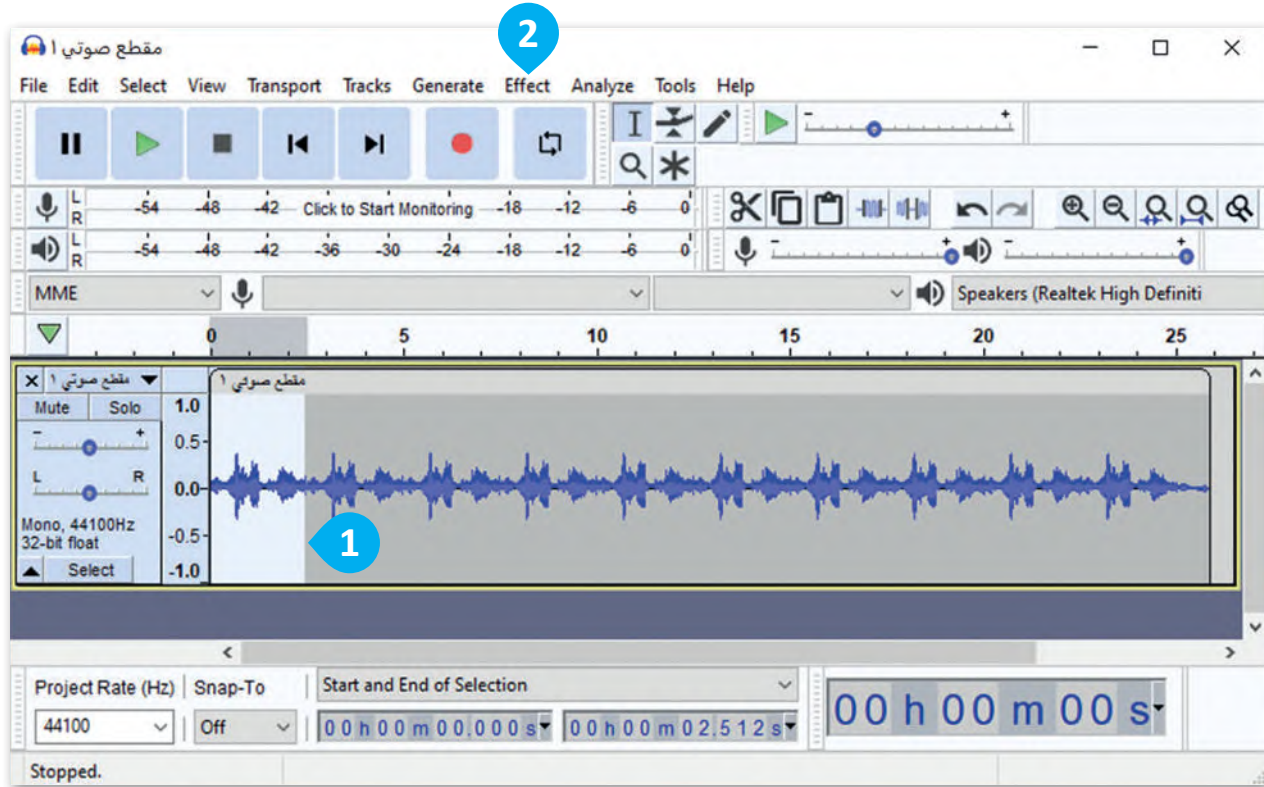 2
مقطع صوتي ١
File Edit Select View Transport Tracks Generate Effect Analyze Tools Help
- +
L R -54 -48 -42 Click to Start Monitoring -18 -12 -6 0
L R -54 -48 -42 -36 -30 -24 -18 -12 -6 0
- + - +
MME Speakers (Realtek High Definiti
0 5 10 15 20 25
مقطع صوتي ١ مقطع صوتي ١
Mute Solo 1.0
- + 0.5
L R 0.0
Mono, 44100Hz
32-bit float -0.5
1
Select -1.0
Project Rate (Hz) Snap-To Start and End of Selection
44100 Off 00h00m00.000s 00h00m02.512s 00h00m00s
Stopped.